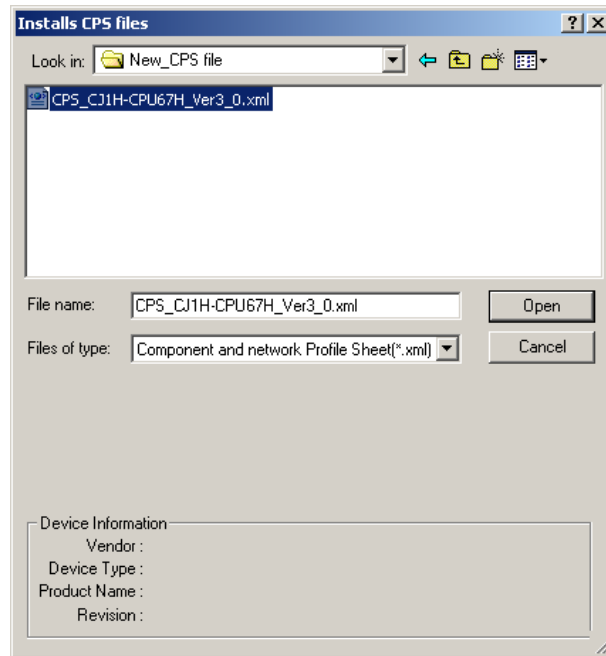 Installs CPS files
Look in: New_CPS file
CPS_CJ1H-CPU67H_Ver3_0.xml
File name: CPS_CJ1H-CPU67H_Ver3_0.xml Open
Files of type: Component and network Profile Sheet(*.xml) Cancel
Device Information
Vendor :
Device Type :
Product Name :
Revision :